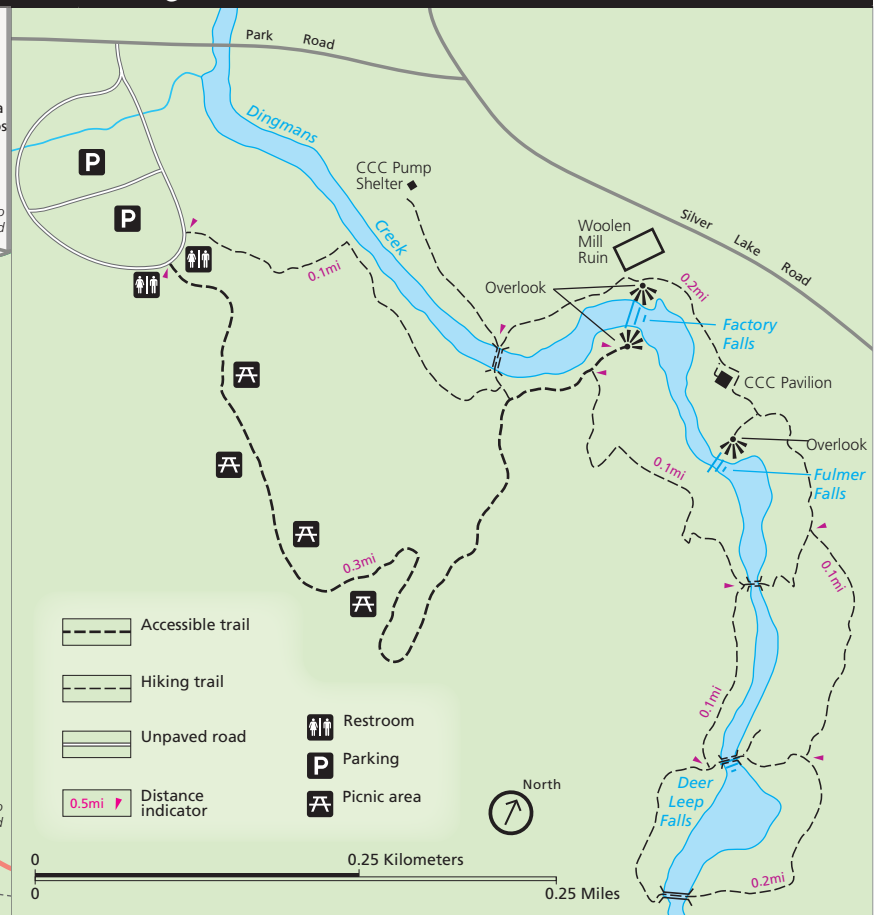 Park Road
Dingmans
Creek
CCC Pump
Shelter
P
P
0.1mi
Woolen
Mill
Ruin
Silver Lake Road
Overlook
0.2mi
Factory
Falls
CCC Pavilion
Overlook
0.1mi
Fulmer
Falls
0.3mi
0.1mi
0.1mi
Deer
Leep
Falls
0.2mi
Accessible trail
Hiking trail
Unpaved road
0.5mi
Distance
indicator
Restroom
P
Parking
Picnic area
North
0
0.25 Kilometers
0
0.25 Miles